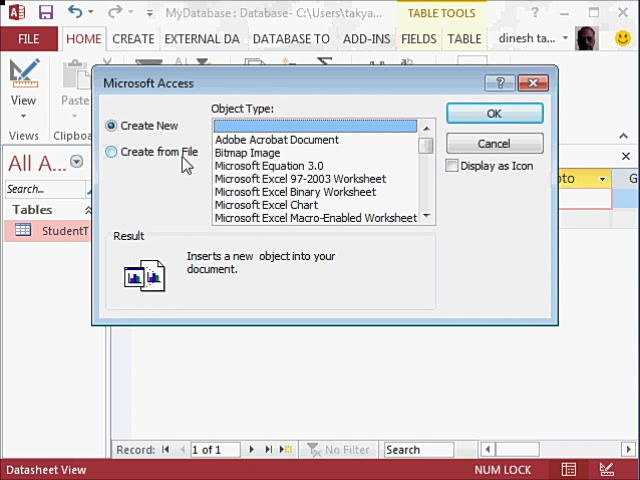 MyDatabase : Database- C:\Users\takya... TABLE TOOLS
FILE HOME CREATE EXTERNAL DA DATABASE TO ADD-INS FIELDS TABLE dinesh ta...
View
Paste
Views
Clipboa
Microsoft Access
Create New
Create from File
Object Type:
Adobe Acrobat Document
Bitmap Image
Microsoft Equation 3.0
Microsoft Excel 97-2003 Worksheet
Microsoft Excel Binary Worksheet
Microsoft Excel Chart
Microsoft Excel Macro-Enabled Worksheet
OK
Cancel
Display as Icon
Result
Inserts a new object into your
document.
All A...
Search...
Tables
StudentT
oto
G
Record: 1 of 1 No Filter Search
Datasheet View NUM LOCK